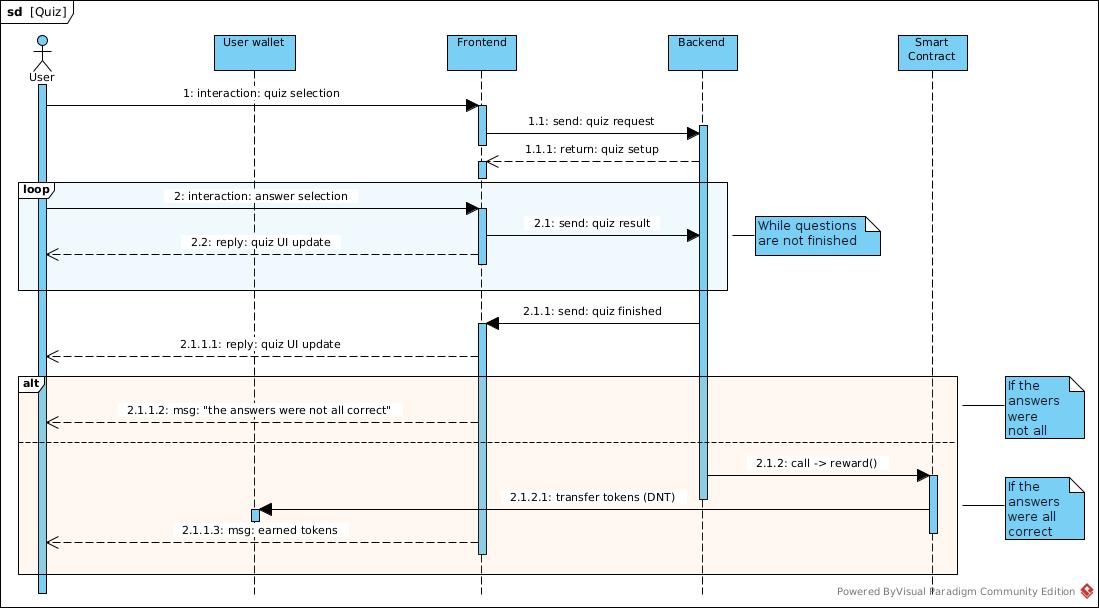 sd [Quiz]
User
User wallet
Frontend
Backend
Smart
Contract
1: interaction: quiz selection
1.1: send: quiz request
1.1.1: return: quiz setup
loop
2: interaction: answer selection
2.1: send: quiz result
2.2: reply: quiz UI update
While questions
are not finished
2.1.1: send: quiz finished
2.1.1.1: reply: quiz UI update
alt
2.1.1.2: msg: "the answers were not all correct"
If the
answers
were
not all
2.1.2: call -> reward()
2.1.2.1: transfer tokens (DNT)
2.1.1.3: msg: earned tokens
If the
answers
were all
correct
Powered ByVisual Paradigm Community Edition